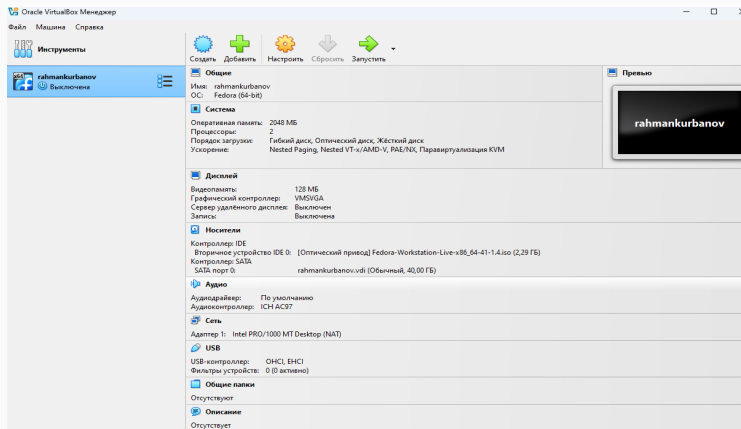 Oracle VirtualBox Менеджер
Файл Машина Справка
Инструменты
Создать Добавить Настроить Сбросить Запустить
rahmankurbanov
Выключена
Общие
Имя: rahmankurbanov
ОС: Fedora (64-bit)
Система
Оперативная память: 2048 МБ
Процессоры: 2
Порядок загрузки: Гибкий диск, Оптический диск, Жёсткий диск
Ускорение: Nested Paging, Nested VT-x/AMD-V, PAE/NX, Паравиртуализация KVM
Превью
rahmankurbanov
Дисплей
Видеопамять: 128 МБ
Графический контроллер: VMSVGA
Сервер удалённого дисплея: Выключен
Запись: Выключена
Носители
Контроллер: IDE
Вторичное устройство IDE 0: [Оптический привод] Fedora-Workstation-Live-x86_64-41-1.4.iso (2,29 ГБ)
Контроллер: SATA
SATA порт 0: rahmankurbanov.vdi (Обычный, 40,00 ГБ)
Аудио
Аудиодрайвер: По умолчанию
Аудиоконтроллер: ICH AC97
Сеть
Адаптер 1: Intel PRO/1000 MT Desktop (NAT)
USB
USB-контроллер: OHCI, EHCI
Фильтры устройств: 0 (0 активно)
Общие папки
Отсутствуют
Описание
Отсутствует